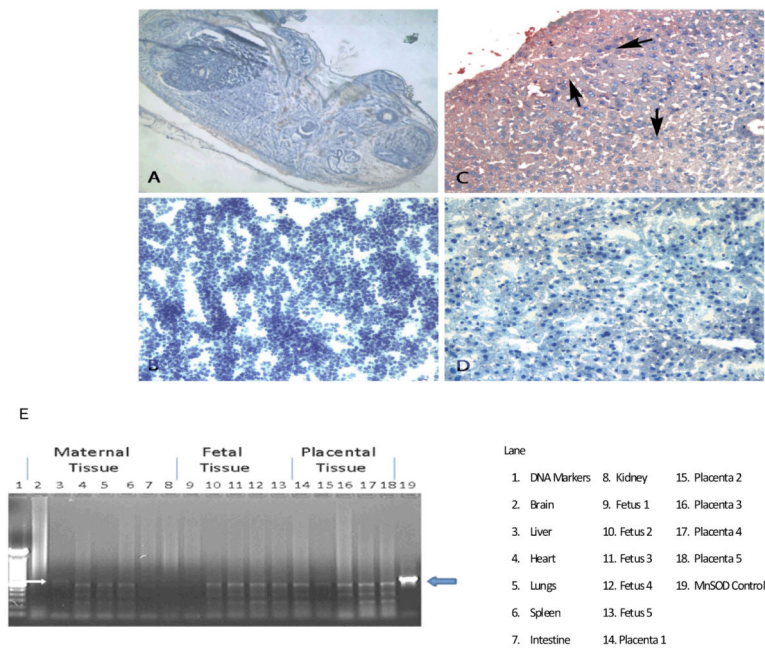 A
C
B
D
E
Maternal Tissue
Fetal Tissue
Placental Tissue
1 2 3 4 5 6 7 8 9 10 11 12 13 14 15 16 17 18 19
Lane
1. DNA Markers 8. Kidney 15. Placenta 2
2. Brain 9. Fetus 1 16. Placenta 3
3. Liver 10. Fetus 2 17. Placenta 4
4. Heart 11. Fetus 3 18. Placenta 5
5. Lungs 12. Fetus 4 19. MnSOD Control
6. Spleen 13. Fetus 5
7. Intestine 14. Placenta 1